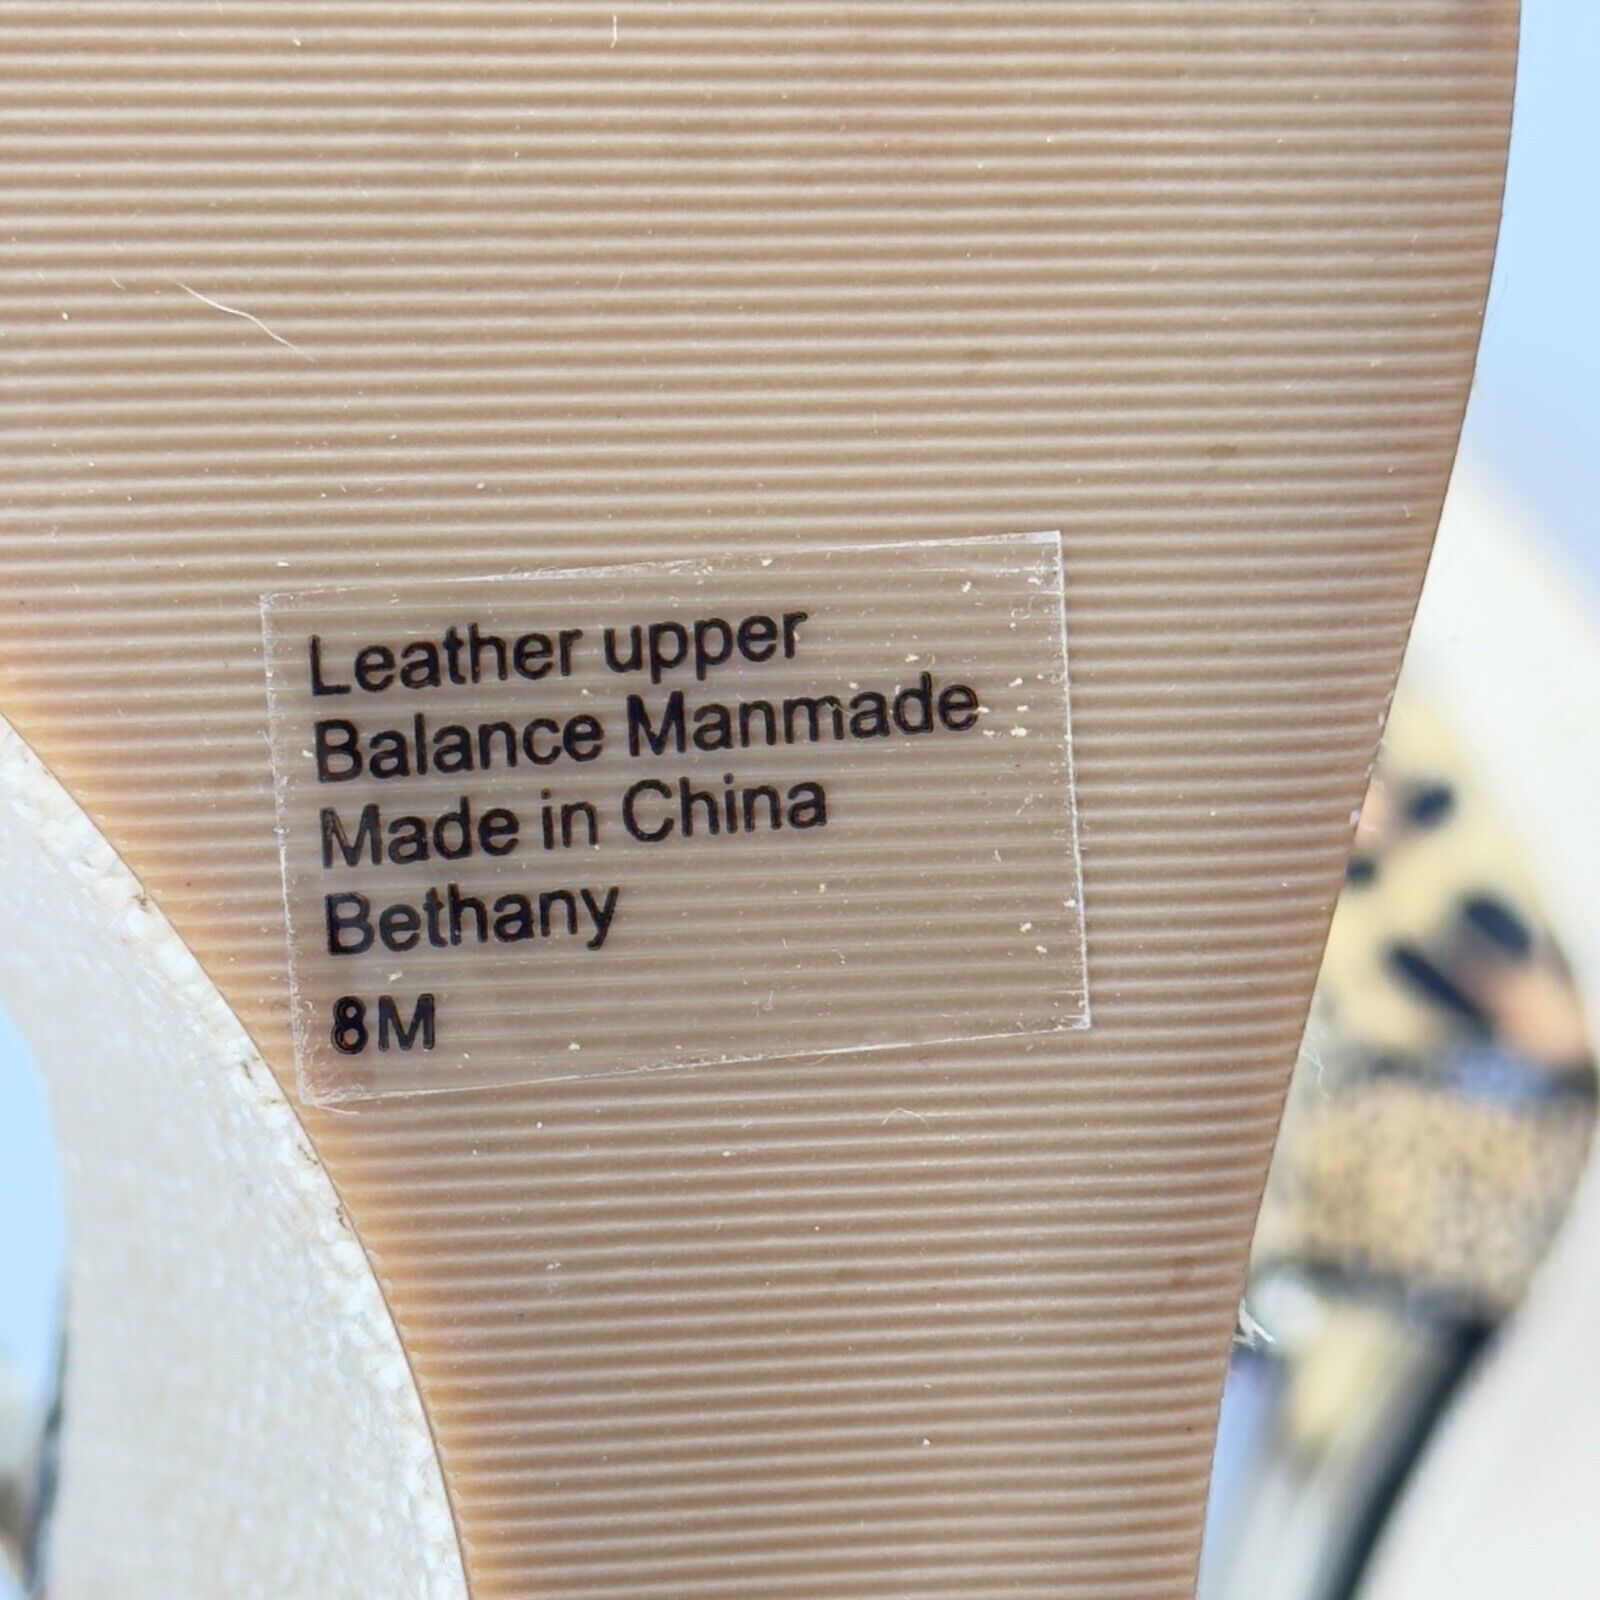 Leather upper
Balance Manmade
Made in China
Bethany
8M